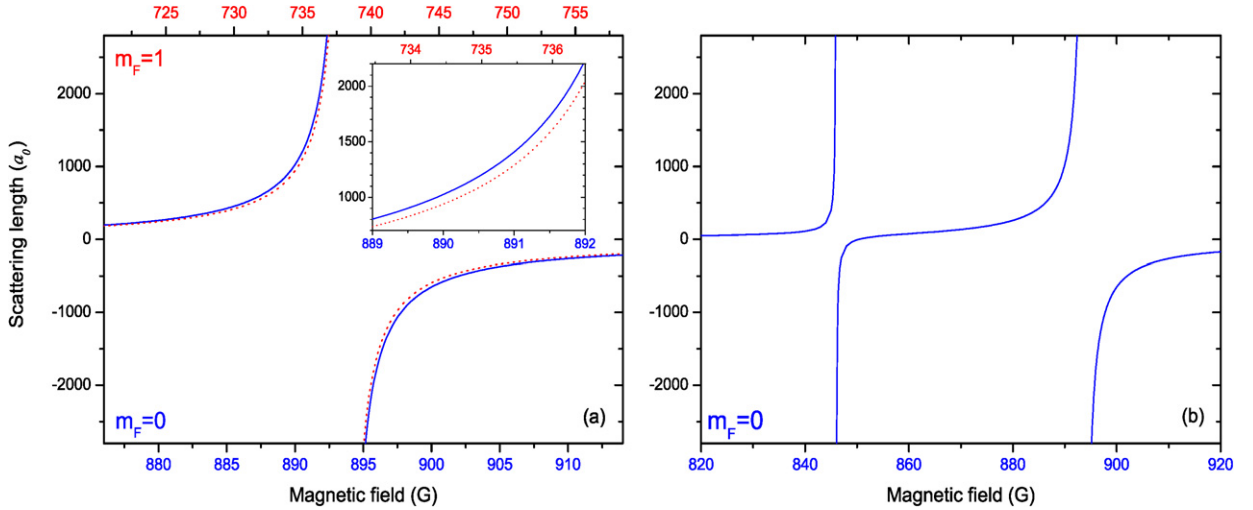 725 730 735 740 745 750 755
m_F=1
734 735 736
2000
1500
1000
889 890 891 892
2000
1000
0
-1000
-2000
Scattering length (a_0)
m_F=0
(a)
880 885 890 895 900 905 910
Magnetic field (G)
2000
1000
0
-1000
-2000
m_F=0
(b)
820 840 860 880 900 920
Magnetic field (G)